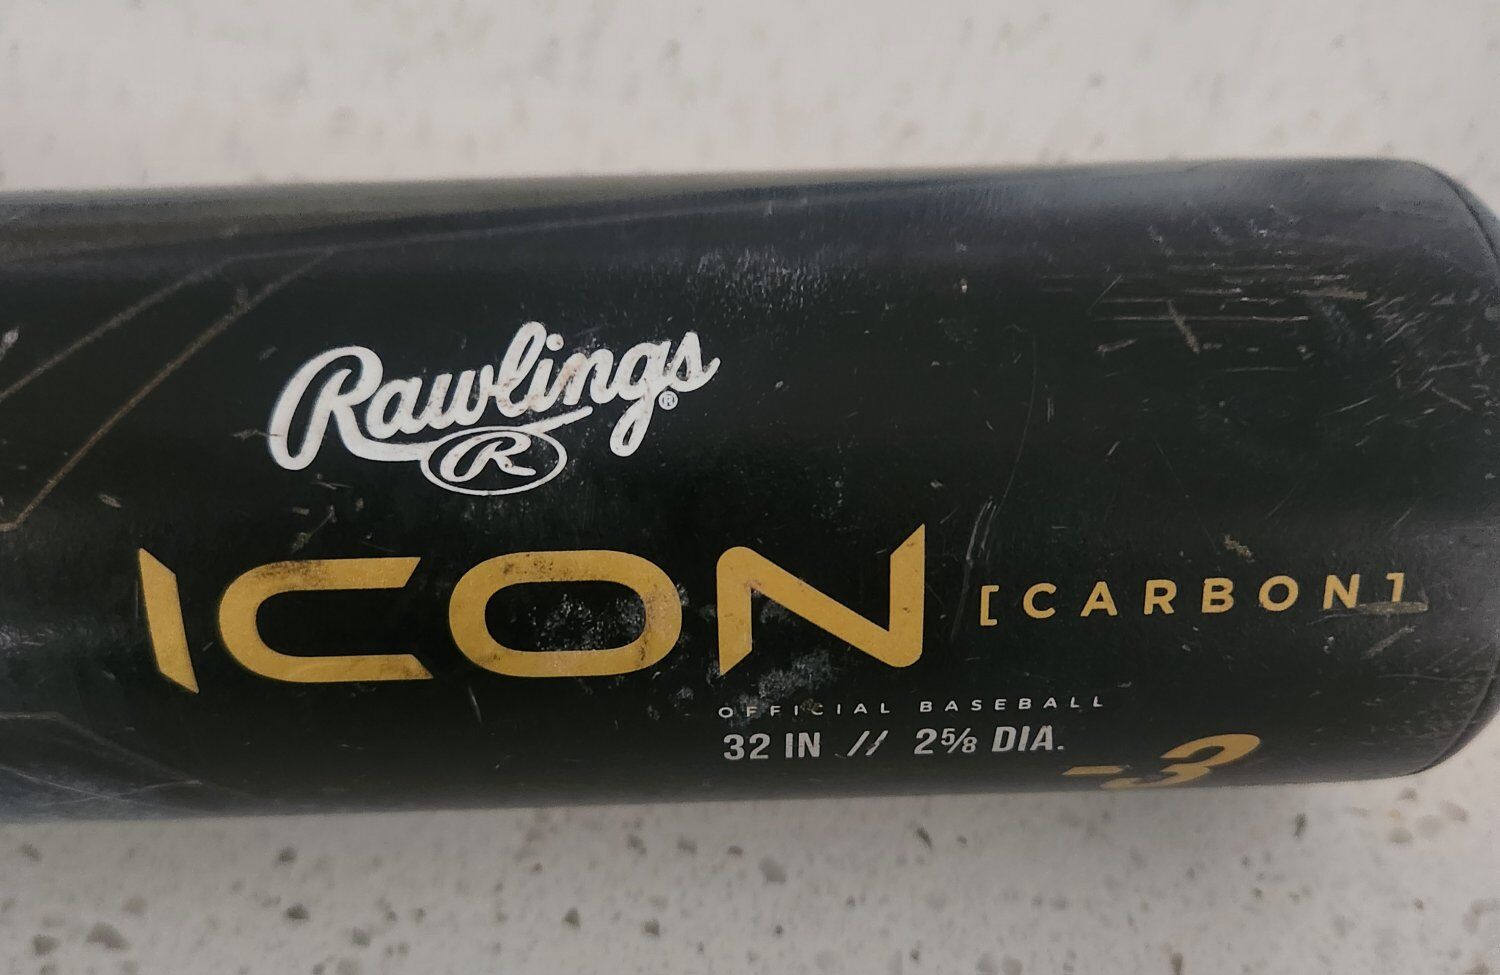 Rawlings®
R
ICON [CARBON]
OFFICIAL BASEBALL
32 IN // 2⅝ DIA.
-3